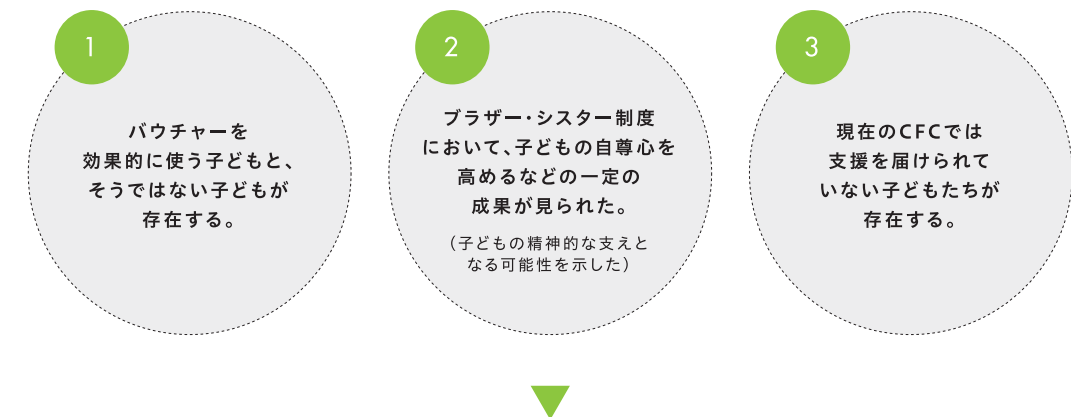 1
バウチャーを
効果的に使う子どもと、
そうではない子どもが
存在する。
2
ブラザー・シスター制度
において、子どもの自尊心を
高めるなどの一定の
成果が見られた。
（子どもの精神的な支えと
なる可能性を示した）
3
現在のCFCでは
支援を届けられて
いない子どもたちが
存在する。